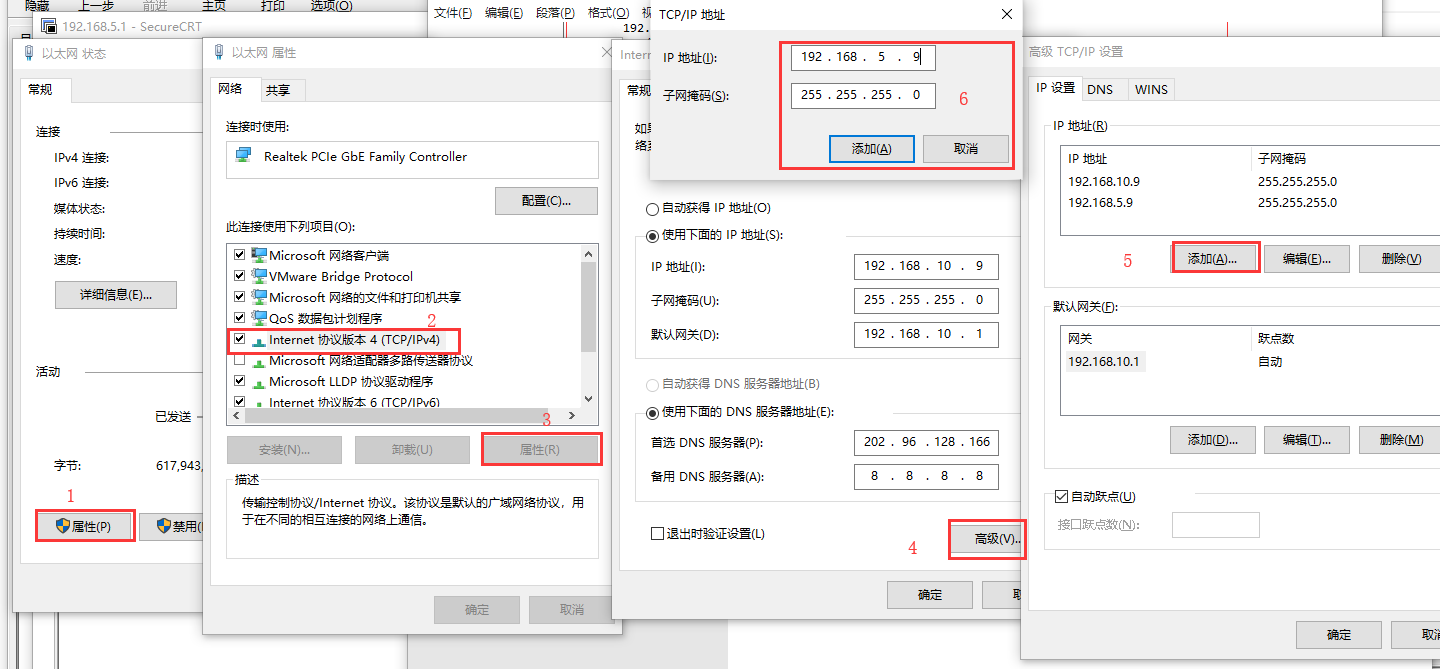 隐藏 上一步 前进 主页 打印 选项(O)
192.168.5.1 - SecureCRT
文件(F) 编辑(E) 段落(P) 格式(O)
192.
以太网 状态
常规
连接
IPv4 连接:
IPv6 连接:
媒体状态:
持续时间:
速度:
详细信息(E)...
活动
已发送
字节:
617,943,
1
属性(P)
禁用(
以太网 属性
网络 共享
连接时使用:
Realtek PCIe GbE Family Controller
配置(C)...
此连接使用下列项目(O):
Microsoft 网络客户端
VMware Bridge Protocol
Microsoft 网络的文件和打印机共享
QoS 数据包计划程序
2
Internet 协议版本 4 (TCP/IPv4)
Microsoft 网络适配器多路传送器协议
Microsoft LLDP 协议驱动程序
Internet 协议版本 6 (TCP/IPv6)
3
安装(N)... 卸载(U) 属性(R)
描述
传输控制协议/Internet 协议。该协议是默认的广域网络协议，用
于在不同的相互连接的网络上通信。
确定 取消
Intern
常规
自动获得 IP 地址(O)
使用下面的 IP 地址(S):
IP 地址(I): 192 . 168 . 10 . 9
子网掩码(U): 255 . 255 . 255 . 0
默认网关(D): 192 . 168 . 10 . 1
自动获得 DNS 服务器地址(B)
使用下面的 DNS 服务器地址(E):
首选 DNS 服务器(P): 202 . 96 . 128 . 166
备用 DNS 服务器(A): 8 . 8 . 8 . 8
退出时验证设置(L)
4
高级(V)..
确定
TCP/IP 地址
IP 地址(I): 192 . 168 . 5 . 9
子网掩码(S): 255 . 255 . 255 . 0
6
添加(A) 取消
高级 TCP/IP 设置
IP 设置 DNS WINS
IP 地址(R)
IP 地址 子网掩码
192.168.10.9 255.255.255.0
192.168.5.9 255.255.255.0
5
添加(A)... 编辑(E)... 删除(V)
默认网关(F):
网关 跃点数
192.168.10.1 自动
添加(D)... 编辑(T)... 删除(M)
自动跃点(U)
接口跃点数(N):
确定